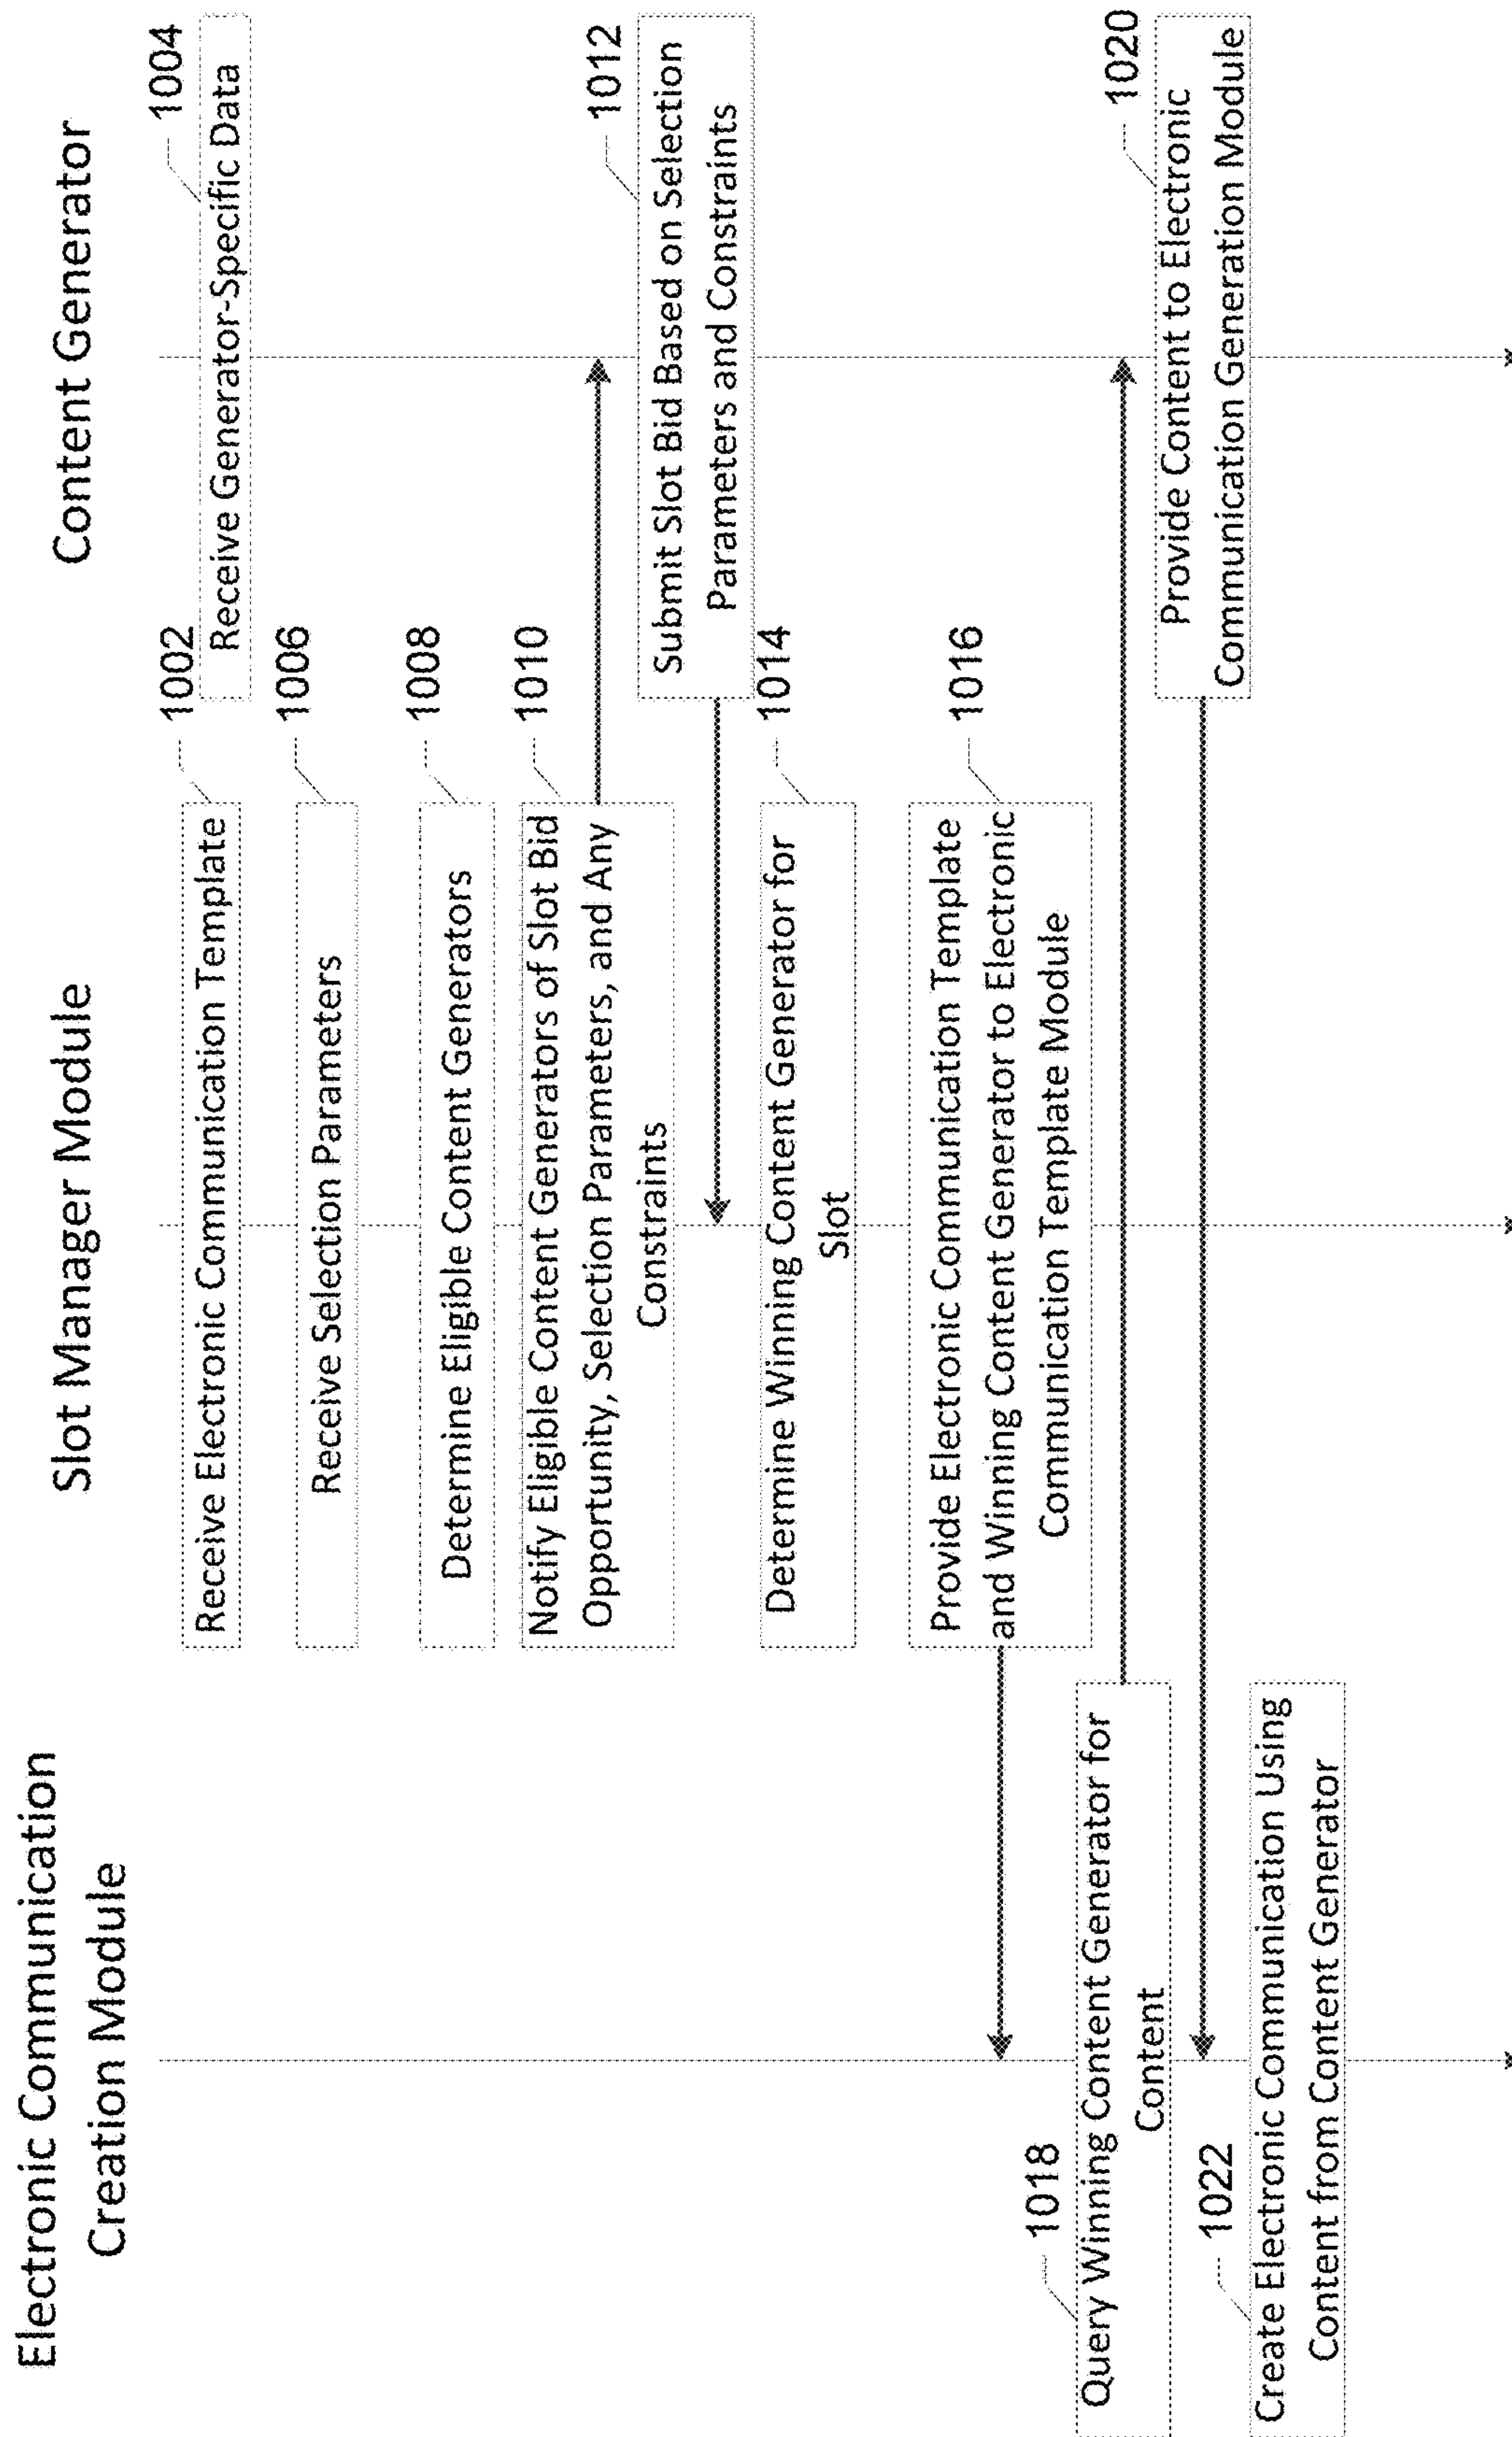 Electronic Communication
Creation Module
Slot Manager Module
Content Generator
1002
Receive Electronic Communication Template
1004
Receive Generator-Specific Data
1006
Receive Selection Parameters
1008
Determine Eligible Content Generators
1010
Notify Eligible Content Generators of Slot Bid
Opportunity, Selection Parameters, and Any
Constraints
1012
Submit Slot Bid Based on Selection
Parameters and Constraints
1014
Determine Winning Content Generator for
Slot
1016
Provide Electronic Communication Template
and Winning Content Generator to Electronic
Communication Template Module
1018
Query Winning Content Generator for
Content
1020
Provide Content to Electronic
Communication Generation Module
1022
Create Electronic Communication Using
Content from Content Generator